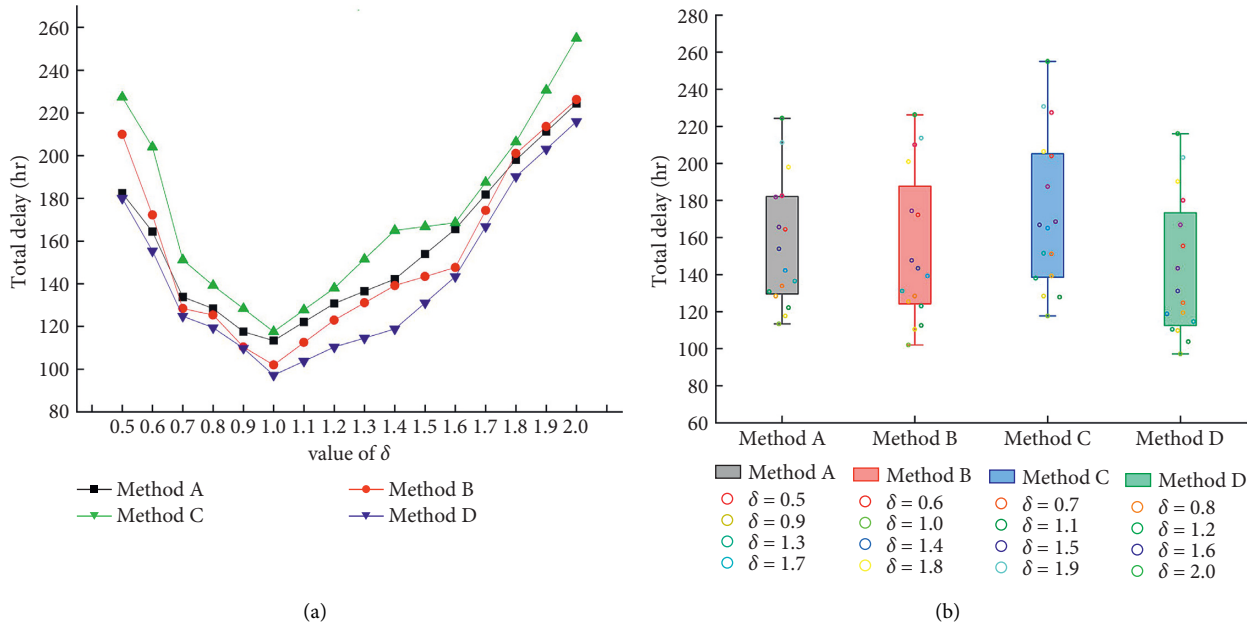 260
240
220
200
180
160
140
120
100
80
Total delay (hr)
0.5 0.6 0.7 0.8 0.9 1.0 1.1 1.2 1.3 1.4 1.5 1.6 1.7 1.8 1.9 2.0
value of δ
Method A Method B
Method C Method D
(a)
280
260
240
220
200
180
160
140
120
100
80
60
Total delay (hr)
Method A Method B Method C Method D
Method A Method B Method C Method D
δ = 0.5 δ = 0.6 δ = 0.7 δ = 0.8
δ = 0.9 δ = 1.0 δ = 1.1 δ = 1.2
δ = 1.3 δ = 1.4 δ = 1.5 δ = 1.6
δ = 1.7 δ = 1.8 δ = 1.9 δ = 2.0
(b)